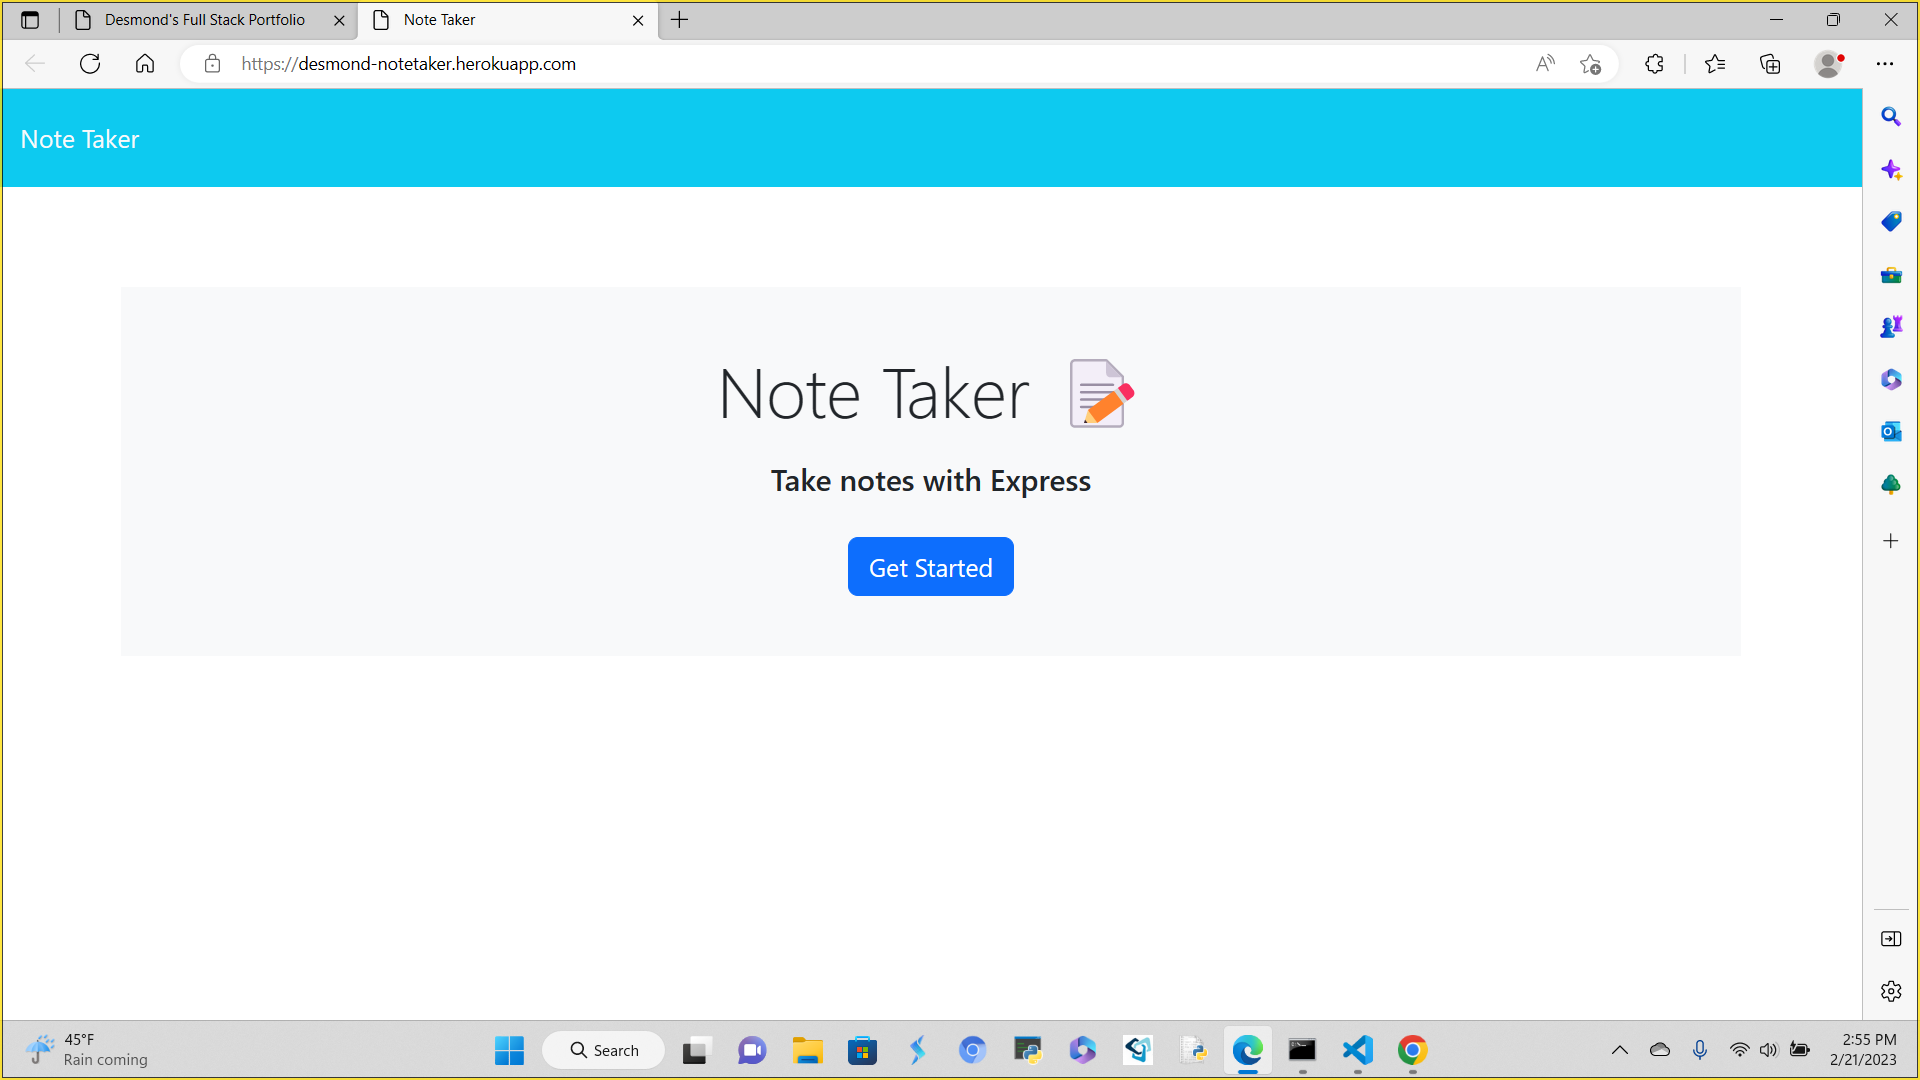 Desmond's Full Stack Portfolio
Note Taker
https://desmond-notetaker.herokuapp.com
Note Taker
Note Taker
Take notes with Express
Get Started
45°F
Rain coming
Search
2:55 PM
2/21/2023